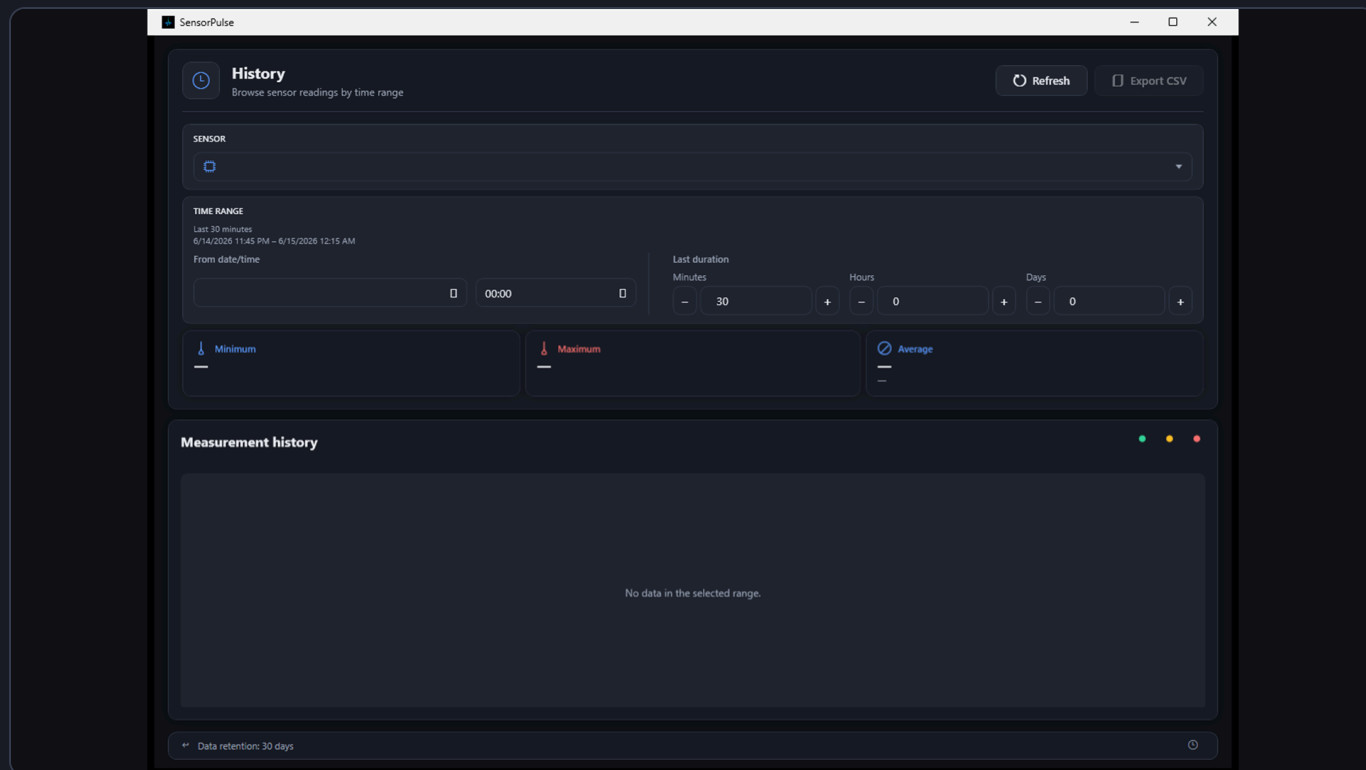 SensorPulse
History
Browse sensor readings by time range
Refresh
Export CSV
SENSOR
TIME RANGE
Last 30 minutes
6/14/2026 11:45 PM – 6/15/2026 12:15 AM
From date/time
00:00
Last duration
Minutes
Hours
Days
– 30 +
– 0 +
– 0 +
Minimum
—
Maximum
—
Average
—
—
Measurement history
No data in the selected range.
Data retention: 30 days